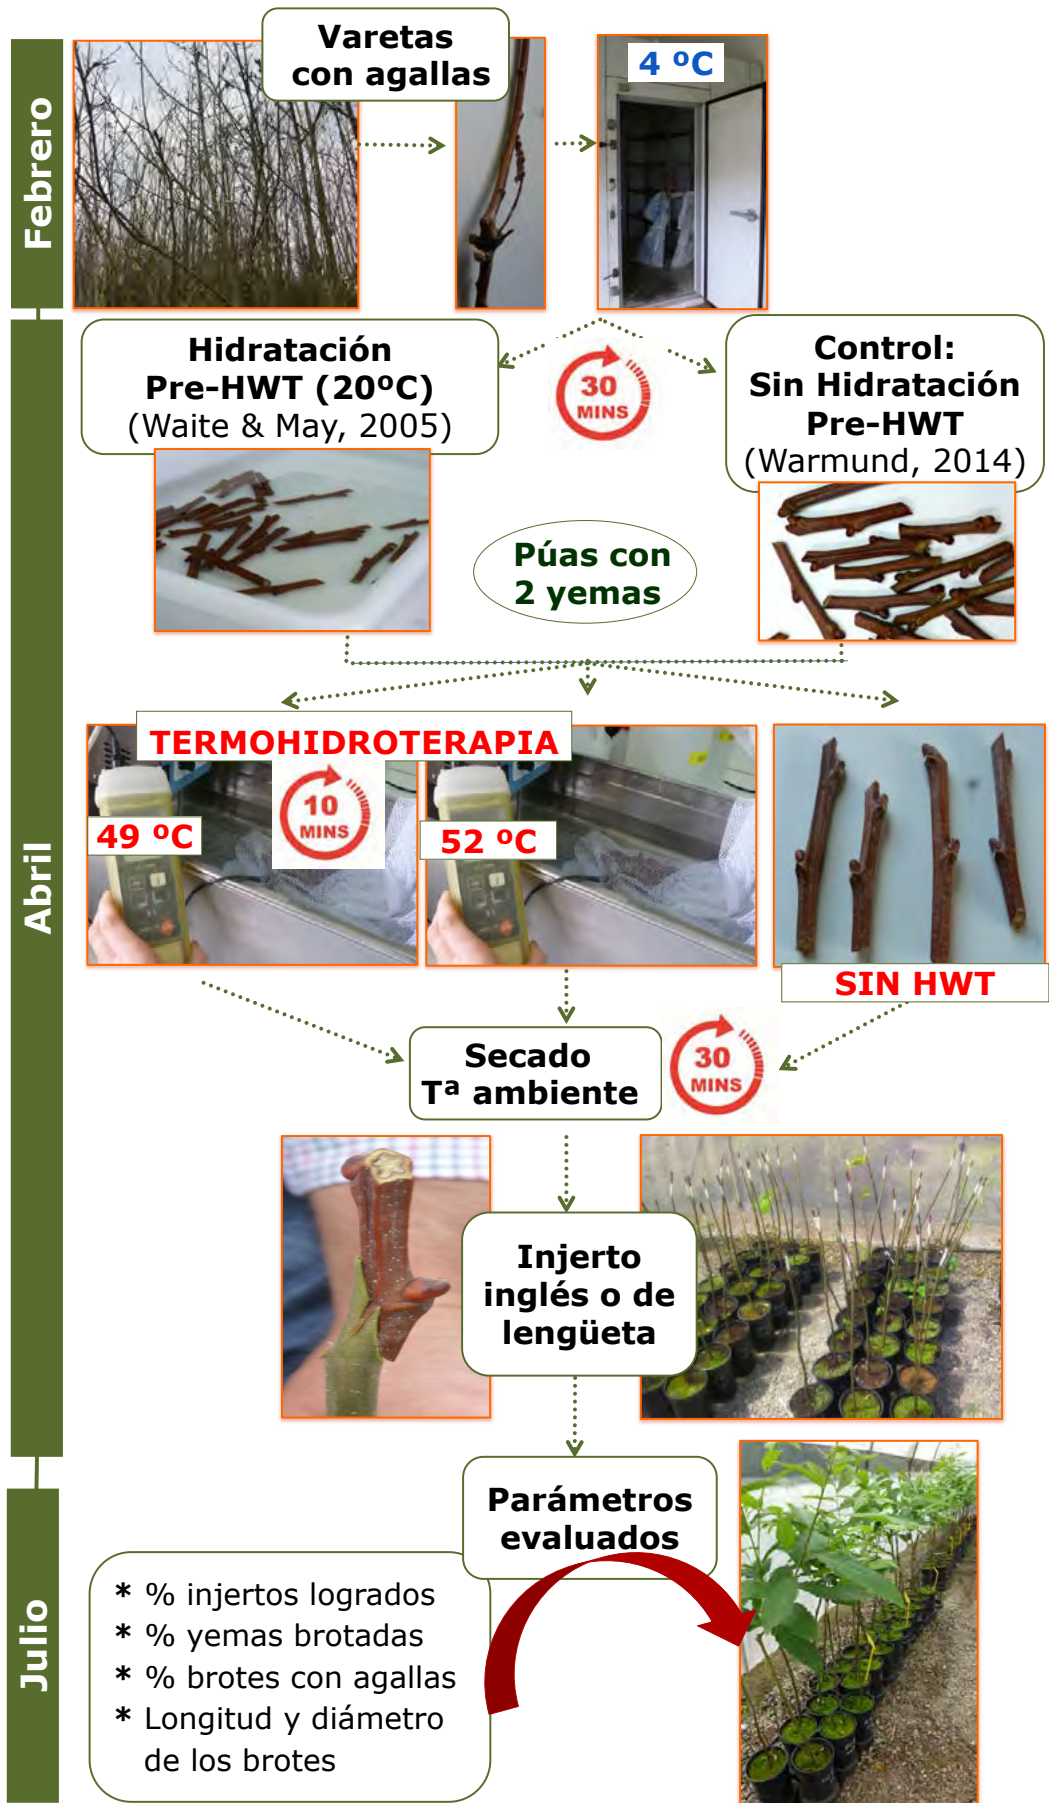 Febrero
Varetas
con agallas
4 ºC
Abril
Hidratación
Pre-HWT (20ºC)
(Waite & May, 2005)
30
MINS
Control:
Sin Hidratación
Pre-HWT
(Warmund, 2014)
Púas con
2 yemas
TERMOHIDROTERAPIA
10
MINS
49 ºC
52 ºC
SIN HWT
Secado
Tª ambiente
30
MINS
Injerto
inglés o de
lengüeta
Julio
Parámetros
evaluados
* % injertos logrados
* % yemas brotadas
* % brotes con agallas
* Longitud y diámetro
de los brotes